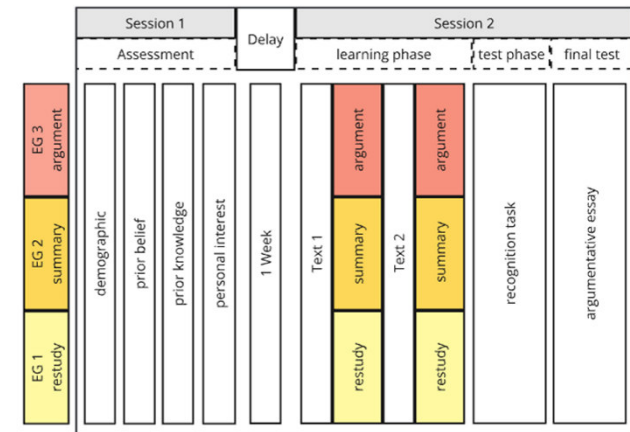 Session 1
Delay
Session 2
Assessment
learning phase
test phase
final test
EG 3
argument
EG 2
summary
EG 1
restudy
demographic
prior belief
prior knowledge
personal interest
1 Week
Text 1
argument
summary
restudy
Text 2
argument
summary
restudy
recognition task
argumentative essay